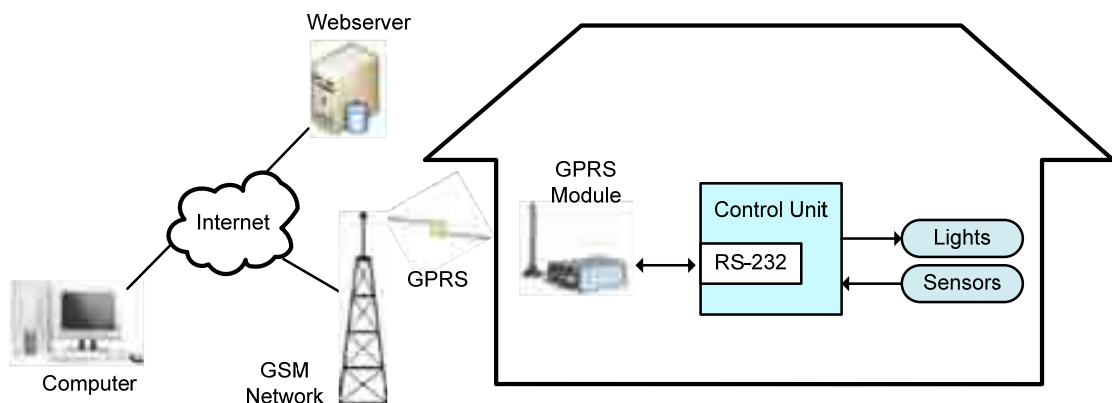 Webserver
Internet
Computer
GSM
Network
GPRS
GPRS
Module
Control Unit
RS-232
Lights
Sensors